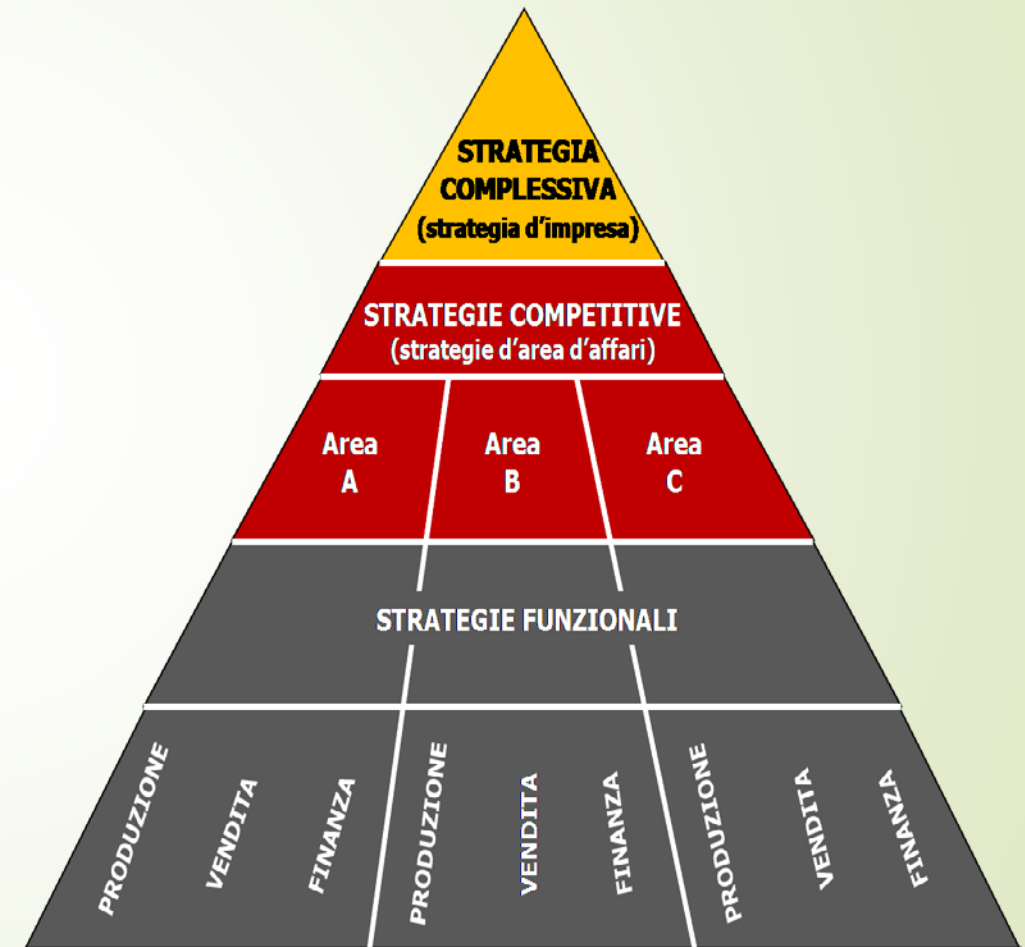 STRATEGIA
COMPLESSIVA
(strategia d'impresa)
STRATEGIE COMPETITIVE
(strategie d'area d'affari)
Area
A
Area
B
Area
C
STRATEGIE FUNZIONALI
PRODUZIONE
VENDITA
FINANZA
PRODUZIONE
VENDITA
FINANZA
PRODUZIONE
VENDITA
FINANZA